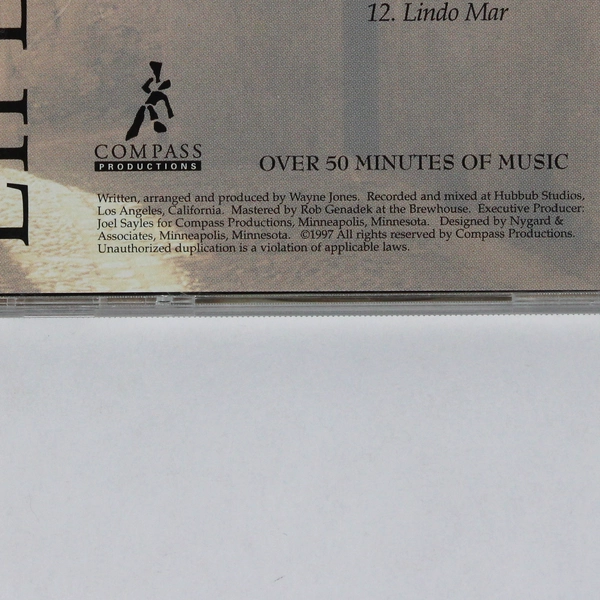 12. Lindo Mar
COMPASS
PRODUCTIONS
OVER 50 MINUTES OF MUSIC
Written, arranged and produced by Wayne Jones. Recorded and mixed at Hubbub Studios,
Los Angeles, California. Mastered by Rob Genadek at the Brewhouse. Executive Producer:
Joel Sayles for Compass Productions, Minneapolis, Minnesota. Designed by Nygard &
Associates, Minneapolis, Minnesota. ©1997 All rights reserved by Compass Productions.
Unauthorized duplication is a violation of applicable laws.